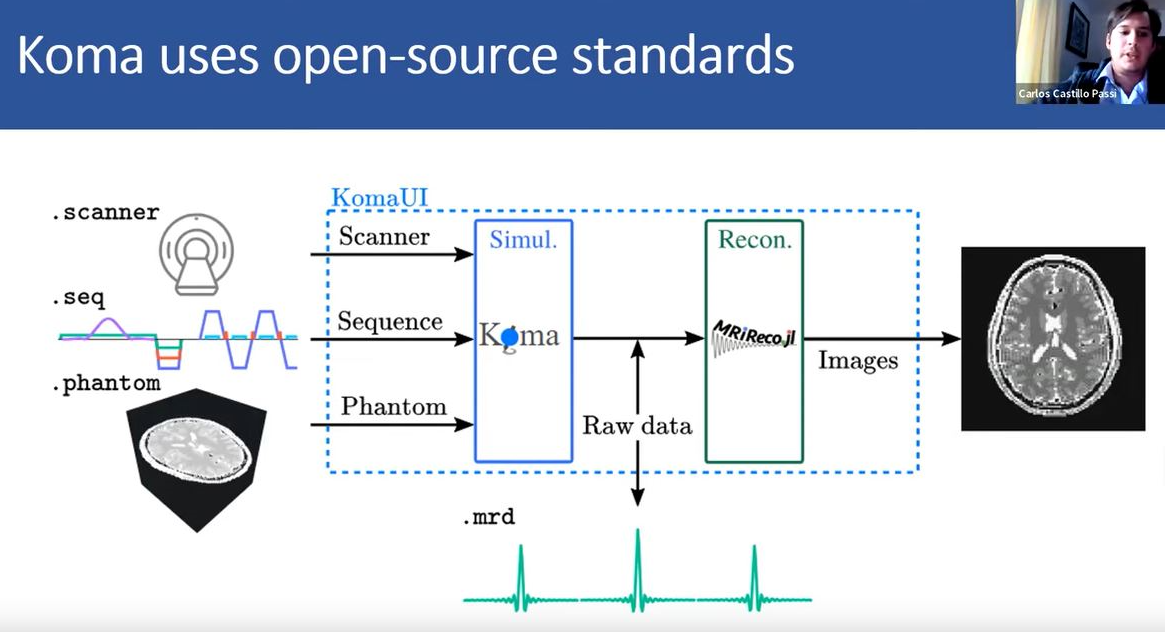 Koma uses open-source standards
Carlos Castillo Passi
KomaUI
.scanner
Scanner
Simul.
Recon.
.seq
Sequence
Koma
MRIReco.jl
Images
.phantom
Phantom
Raw data
.mrd